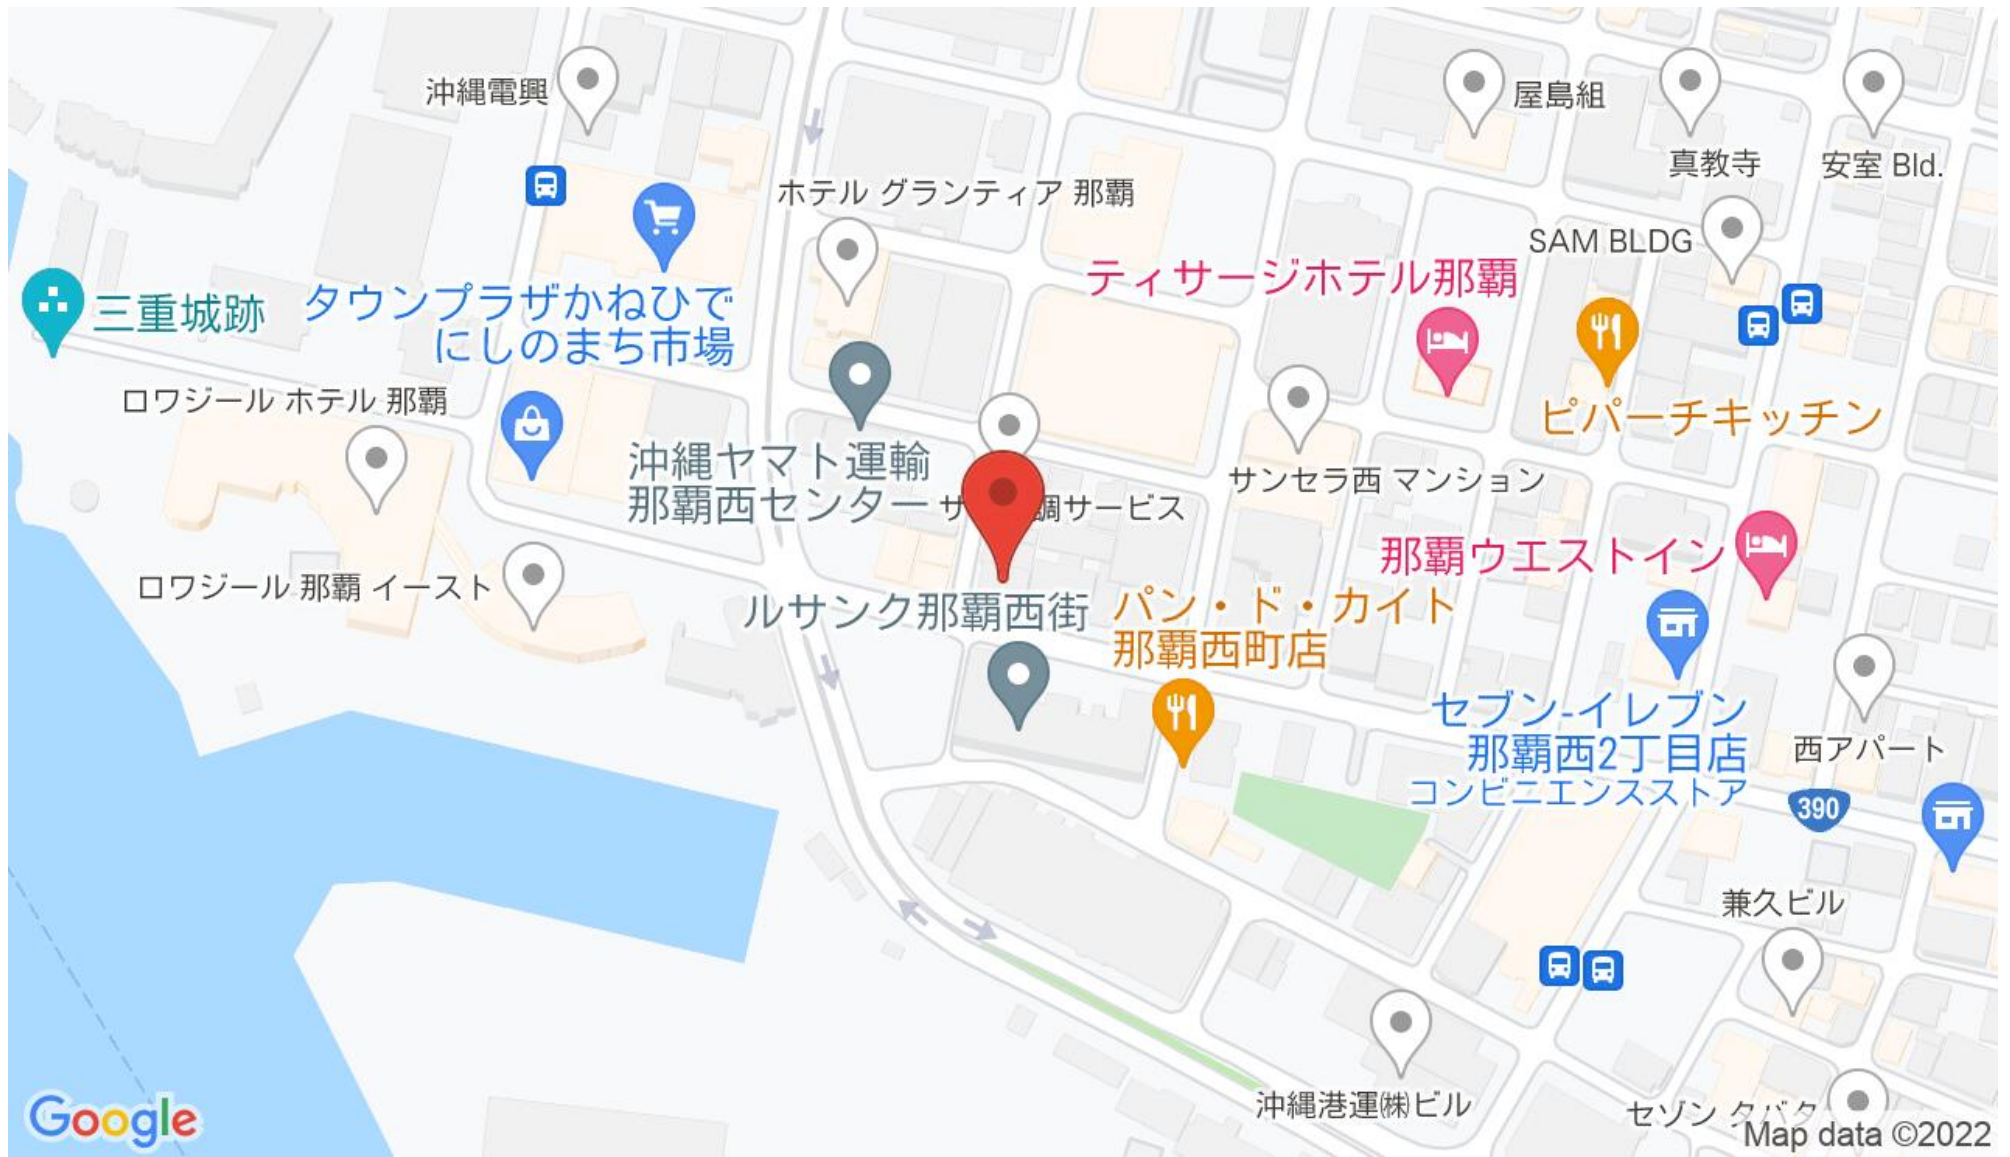 沖縄電興
屋島組
真教寺
安室 Bld.
ホテル グランティア 那覇
SAM BLDG
ティサージホテル那覇
三重城跡
タウンプラザかねひで
にしのまち市場
ロワジール ホテル 那覇
ピパーチキッチン
沖縄ヤマト運輸
那覇西センター
サンセラ西 マンション
サ
調サービス
那覇ウエストイン
ロワジール 那覇 イースト
ルサンク那覇西街
パン・ド・カイト
那覇西町店
セブン-イレブン
那覇西2丁目店
コンビニエンスストア
西アパート
390
兼久ビル
沖縄港運㈱ビル
セゾン タバタ
Google
Map data ©2022